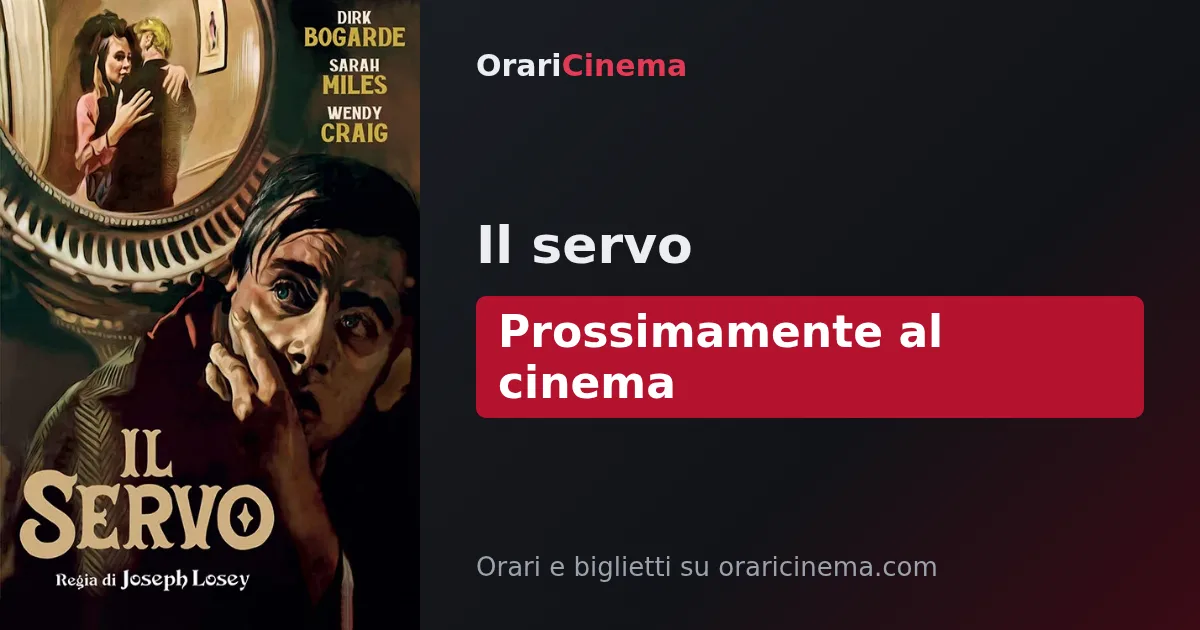 DIRK
BOGARDE
SARAH
MILES
WENDY
CRAIG
IL
SERVO
Regia di Joseph Losey
OrariCinema
Il servo
Prossimamente al
cinema
Orari e biglietti su oraricinema.com